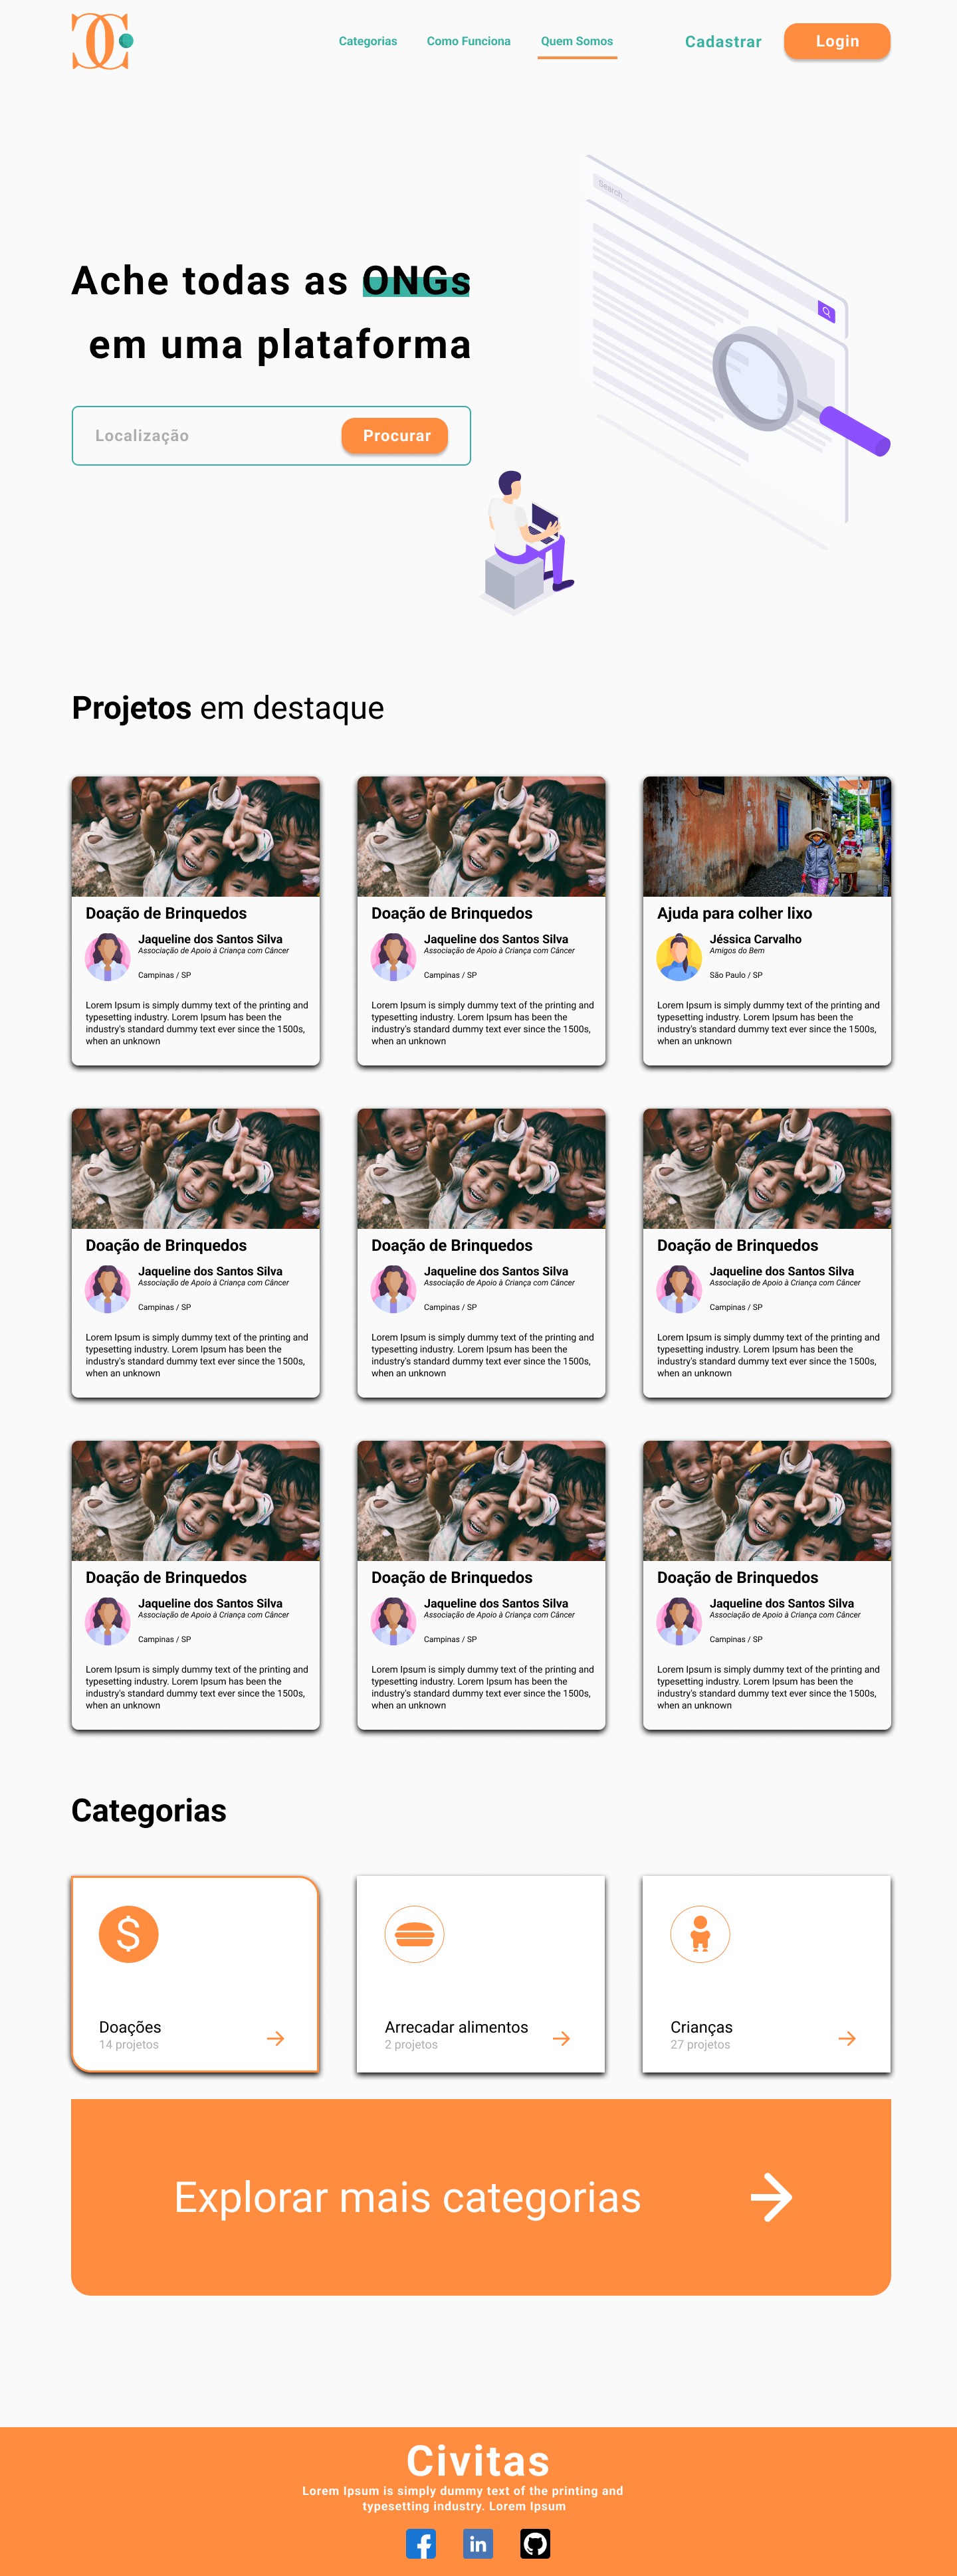 Categorias
Como Funciona
Quem Somos
Cadastrar
Login
Search...
Ache todas as ONGs
em uma plataforma
Localização
Procurar
Projetos em destaque
Doação de Brinquedos
Jaqueline dos Santos Silva
Associação de Apoio à Criança com Câncer
Campinas / SP
Lorem Ipsum is simply dummy text of the printing and
typesetting industry. Lorem Ipsum has been the
industry's standard dummy text ever since the 1500s,
when an unknown
Doação de Brinquedos
Jaqueline dos Santos Silva
Associação de Apoio à Criança com Câncer
Campinas / SP
Lorem Ipsum is simply dummy text of the printing and
typesetting industry. Lorem Ipsum has been the
industry's standard dummy text ever since the 1500s,
when an unknown
Ajuda para colher lixo
Jéssica Carvalho
Amigos do Bem
São Paulo / SP
Lorem Ipsum is simply dummy text of the printing and
typesetting industry. Lorem Ipsum has been the
industry's standard dummy text ever since the 1500s,
when an unknown
Doação de Brinquedos
Jaqueline dos Santos Silva
Associação de Apoio à Criança com Câncer
Campinas / SP
Lorem Ipsum is simply dummy text of the printing and
typesetting industry. Lorem Ipsum has been the
industry's standard dummy text ever since the 1500s,
when an unknown
Doação de Brinquedos
Jaqueline dos Santos Silva
Associação de Apoio à Criança com Câncer
Campinas / SP
Lorem Ipsum is simply dummy text of the printing and
typesetting industry. Lorem Ipsum has been the
industry's standard dummy text ever since the 1500s,
when an unknown
Doação de Brinquedos
Jaqueline dos Santos Silva
Associação de Apoio à Criança com Câncer
Campinas / SP
Lorem Ipsum is simply dummy text of the printing and
typesetting industry. Lorem Ipsum has been the
industry's standard dummy text ever since the 1500s,
when an unknown
Doação de Brinquedos
Jaqueline dos Santos Silva
Associação de Apoio à Criança com Câncer
Campinas / SP
Lorem Ipsum is simply dummy text of the printing and
typesetting industry. Lorem Ipsum has been the
industry's standard dummy text ever since the 1500s,
when an unknown
Doação de Brinquedos
Jaqueline dos Santos Silva
Associação de Apoio à Criança com Câncer
Campinas / SP
Lorem Ipsum is simply dummy text of the printing and
typesetting industry. Lorem Ipsum has been the
industry's standard dummy text ever since the 1500s,
when an unknown
Doação de Brinquedos
Jaqueline dos Santos Silva
Associação de Apoio à Criança com Câncer
Campinas / SP
Lorem Ipsum is simply dummy text of the printing and
typesetting industry. Lorem Ipsum has been the
industry's standard dummy text ever since the 1500s,
when an unknown
Categorias
$
Doações
14 projetos
Arrecadar alimentos
2 projetos
Crianças
27 projetos
Explorar mais categorias
Civitas
Lorem Ipsum is simply dummy text of the printing and
typesetting industry. Lorem Ipsum
f
in